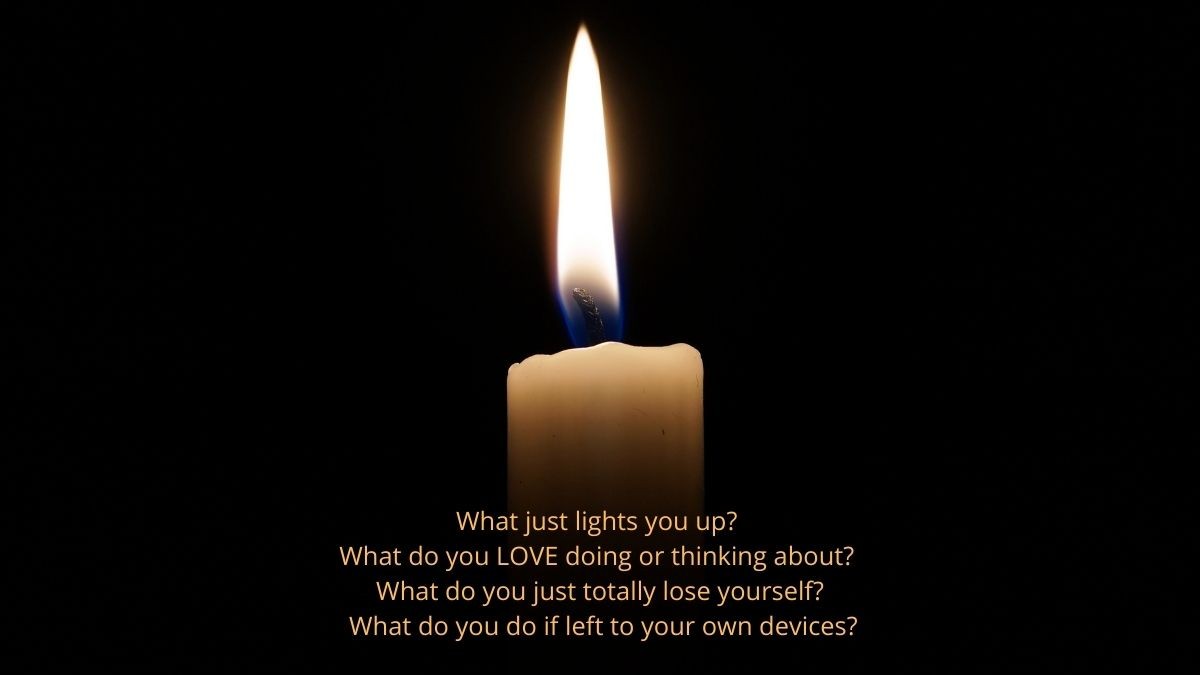 What just lights you up?
What do you LOVE doing or thinking about?
What do you just totally lose yourself?
What do you do if left to your own devices?